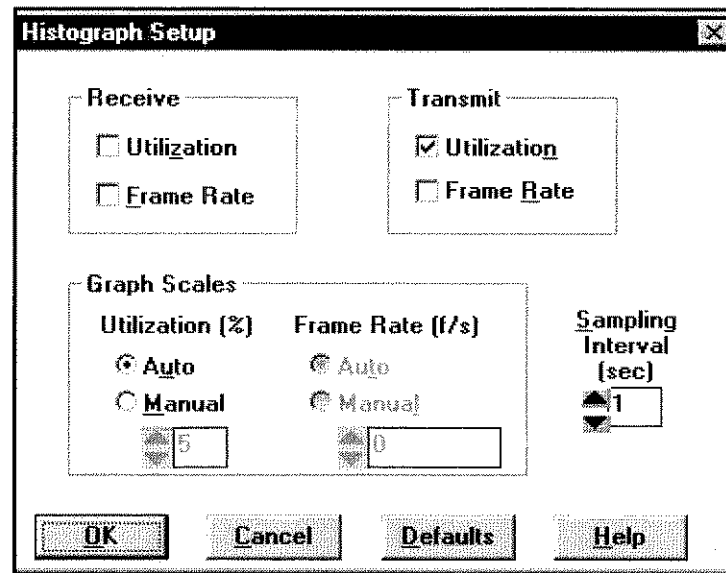 Histograph Setup
Receive
Utilization
Frame Rate
Transmit
Utilization
Frame Rate
Graph Scales
Utilization (%)
Auto
Manual
5
Frame Rate (f/s)
Auto
Manual
0
Sampling
Interval
(sec)
1
OK
Cancel
Defaults
Help